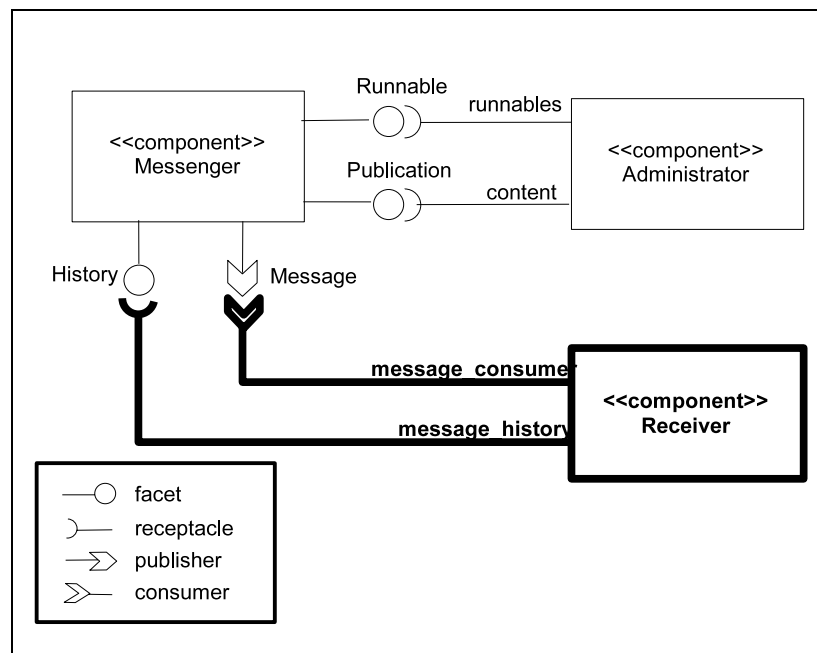 Runnable
runnables
<<component>>
Messenger
<<component>>
Administrator
Publication
content
History
Message
message_consumer
<<component>>
Receiver
message_history
facet
receptacle
publisher
consumer